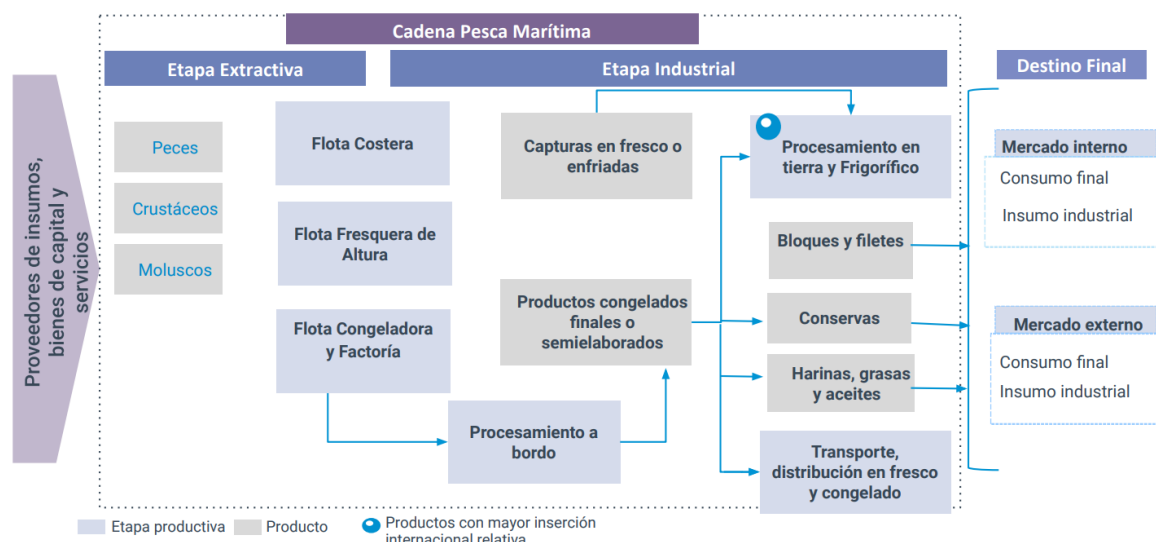 Cadena Pesca Marítima
Etapa Extractiva
Etapa Industrial
Destino Final
Proveedores de insumos,
bienes de capital y
servicios
Peces
Crustáceos
Moluscos
Flota Costera
Flota Fresquera de
Altura
Flota Congeladora
y Factoría
Procesamiento a
bordo
Capturas en fresco o
enfriadas
Productos congelados
finales o
semielaborados
Procesamiento en
tierra y Frigorífico
Bloques y filetes
Conservas
Harinas, grasas
y aceites
Transporte,
distribución en fresco
y congelado
Mercado interno
Consumo final
Insumo industrial
Mercado externo
Consumo final
Insumo industrial
Etapa productiva
Producto
Productos con mayor inserción
internacional relativa